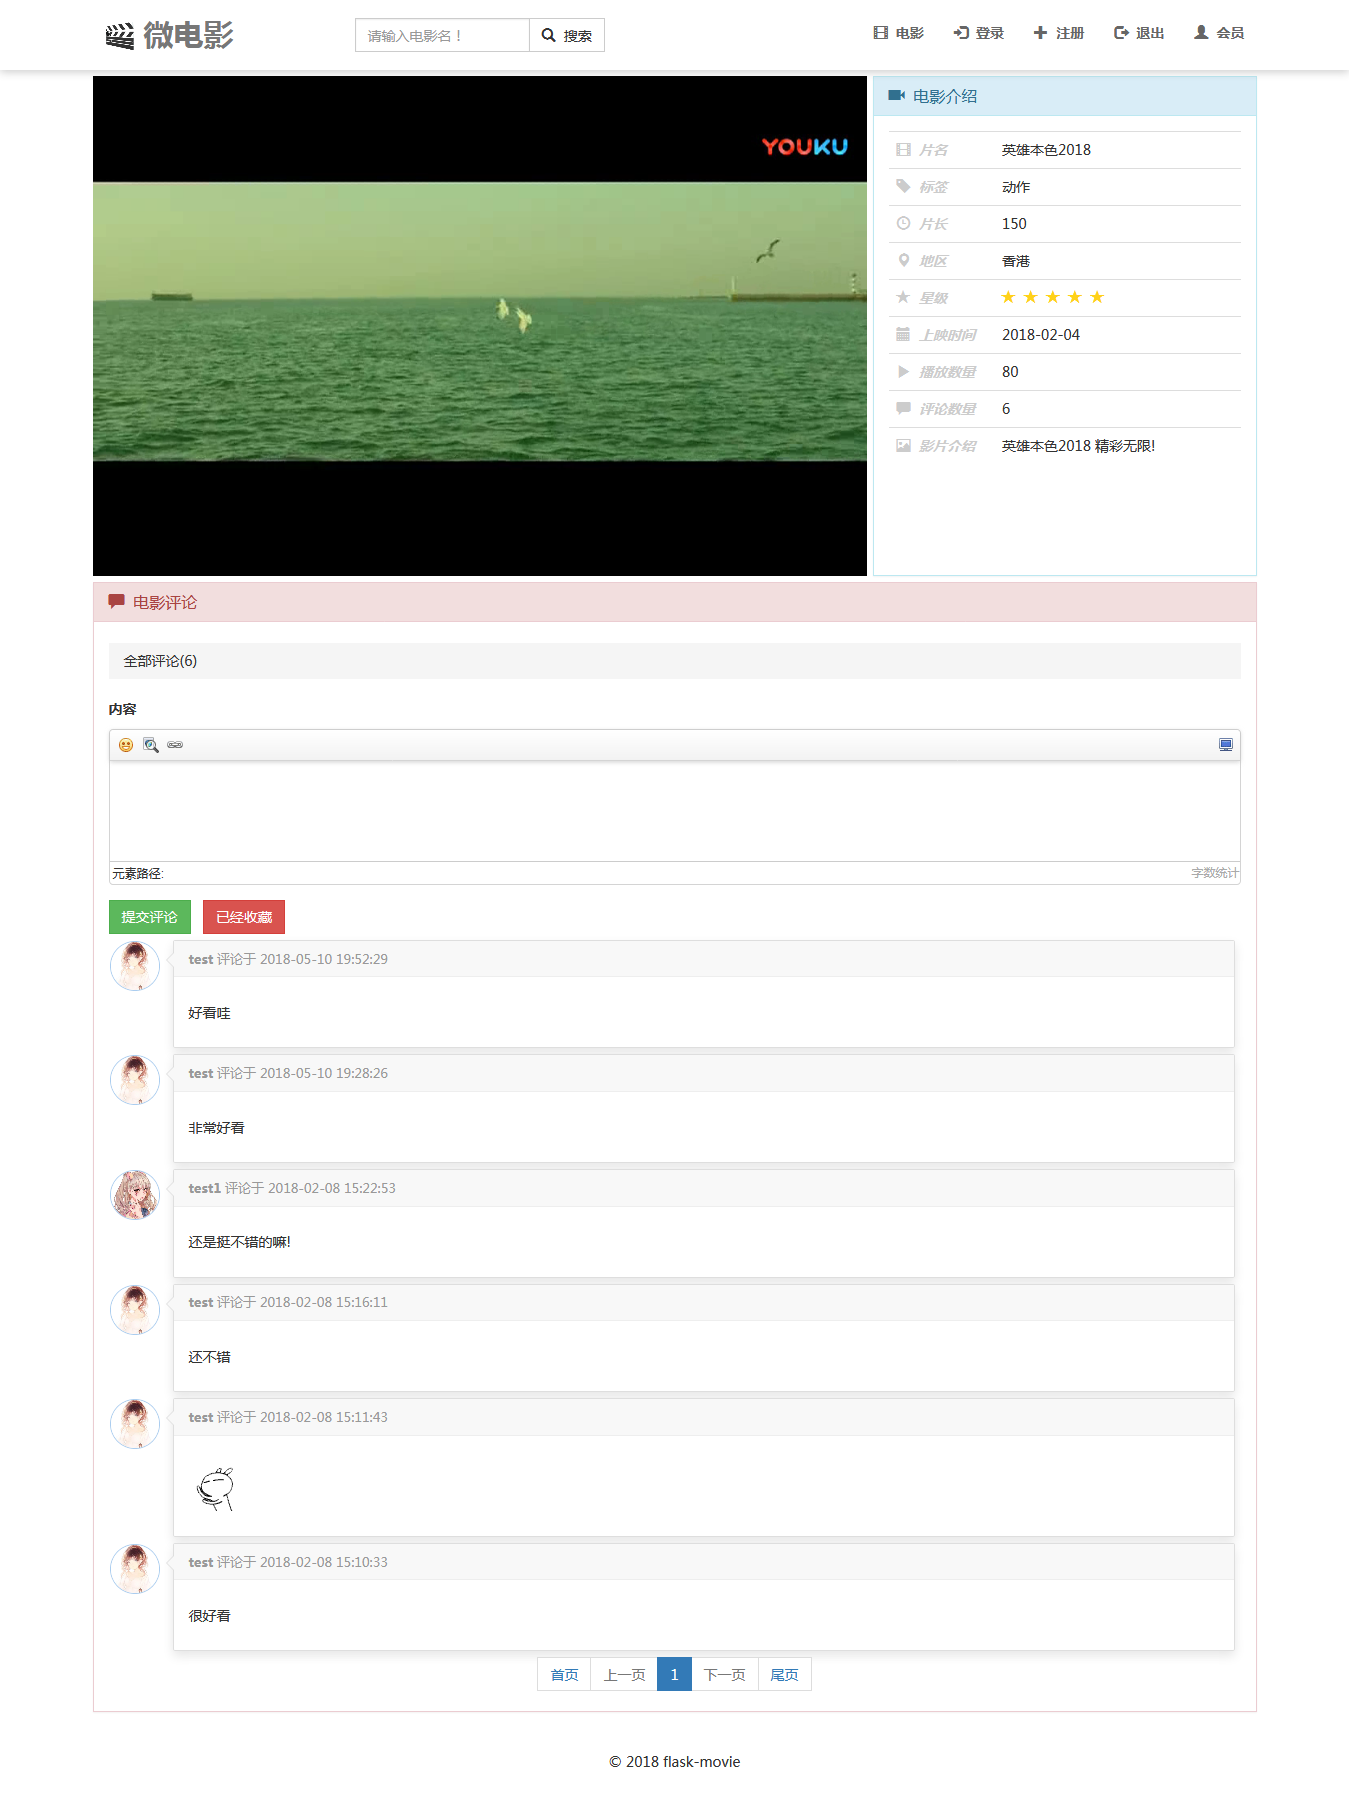 微电影
请输入电影名！
搜索
电影 登录 注册 退出 会员
YOUKU
电影介绍
片名 英雄本色2018
标签 动作
片长 150
地区 香港
星级 ★ ★ ★ ★ ★
上映时间 2018-02-04
播放数量 80
评论数量 6
影片介绍 英雄本色2018 精彩无限!
电影评论
全部评论(6)
内容
元素路径: 字数统计
提交评论 已经收藏
test 评论于 2018-05-10 19:52:29
好看哇
test 评论于 2018-05-10 19:28:26
非常好看
test1 评论于 2018-02-08 15:22:53
还是挺不错的嘛!
test 评论于 2018-02-08 15:16:11
还不错
test 评论于 2018-02-08 15:11:43
test 评论于 2018-02-08 15:10:33
很好看
首页 上一页 1 下一页 尾页
© 2018 flask-movie